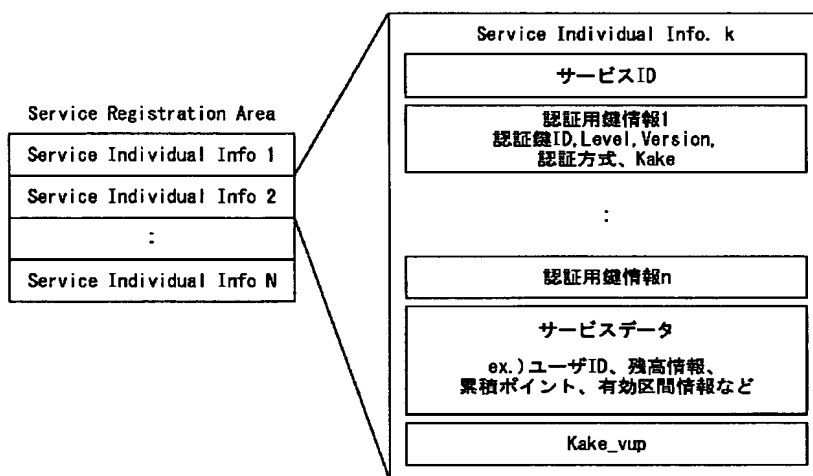 Service Registration Area
Service Individual Info 1
Service Individual Info 2
:
Service Individual Info N
Service Individual Info. k
サービスID
認証用鍵情報1
認証鍵ID,Level,Version,
認証方式、Kake
:
認証用鍵情報n
サービスデータ
ex.)ユーザID、残高情報、
累積ポイント、有効区間情報など
Kake_vup